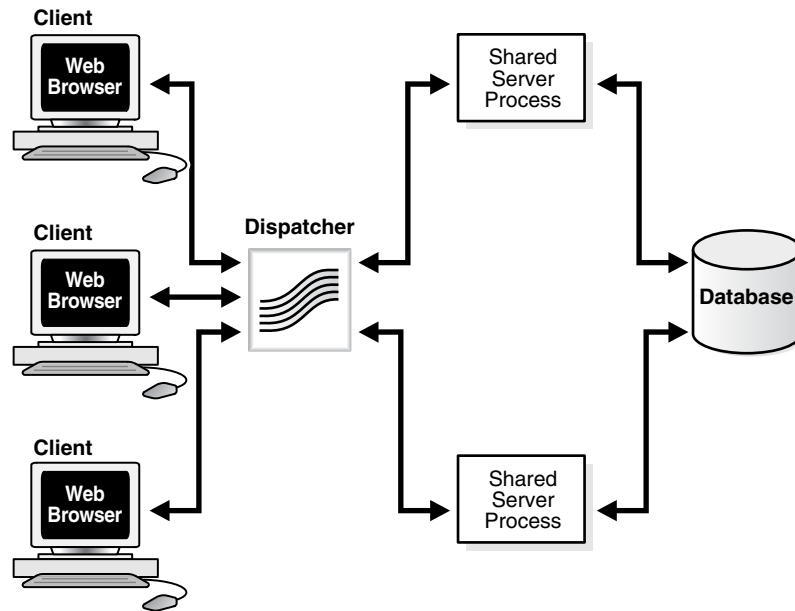 Client
Web
Browser
Client
Web
Browser
Client
Web
Browser
Dispatcher
Shared
Server
Process
Shared
Server
Process
Database